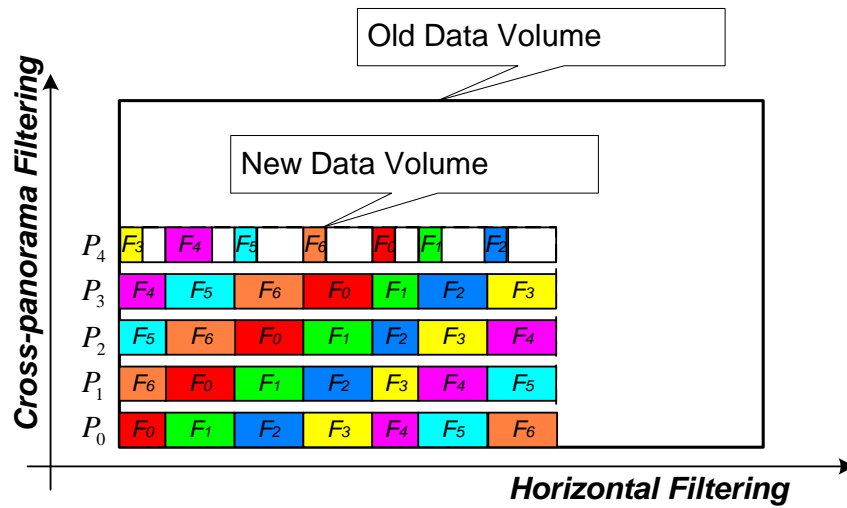 Old Data Volume
New Data Volume
Cross-panorama Filtering
P4 F3 F4 F5 F6 F0 F1 F2
P3 F4 F5 F6 F0 F1 F2 F3
P2 F5 F6 F0 F1 F2 F3 F4
P1 F6 F0 F1 F2 F3 F4 F5
P0 F0 F1 F2 F3 F4 F5 F6
Horizontal Filtering